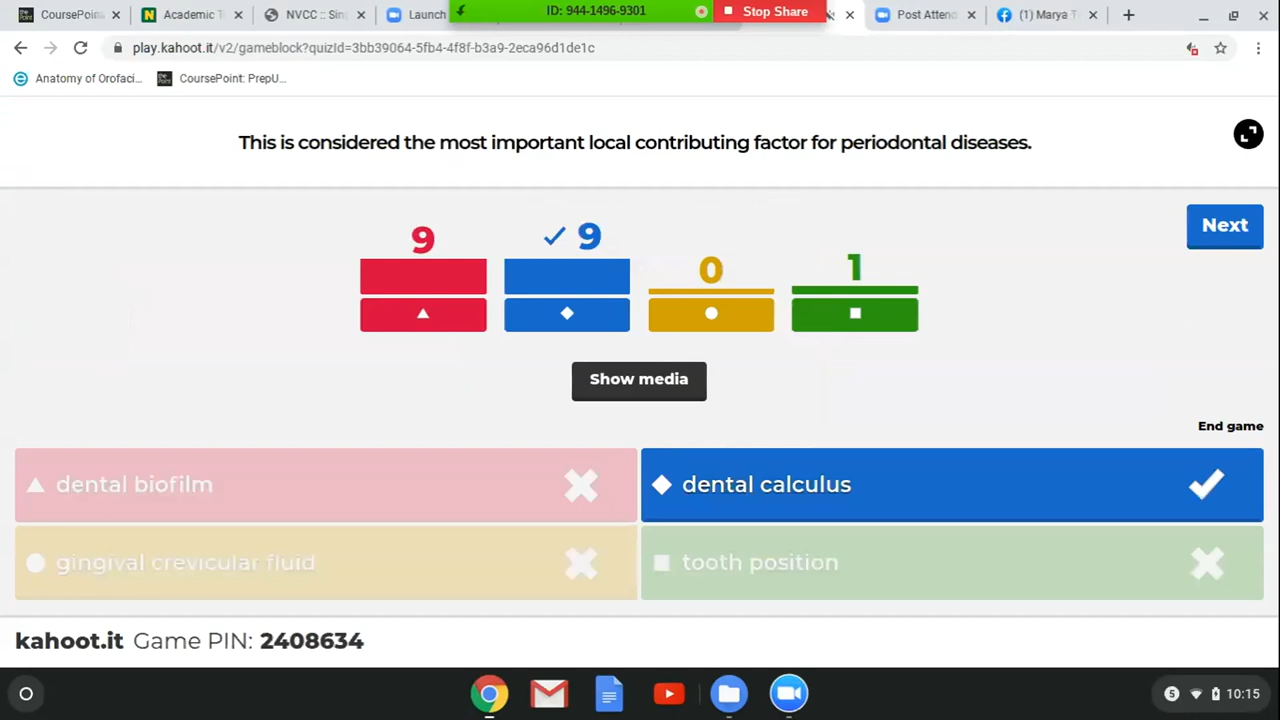 CoursePoin
Academic T
NVCC :: Sin
Launch
ID: 944-1496-9301
Stop Share
Post Attend
(1) Marya T
play.kahoot.it/v2/gameblock?quizId=3bb39064-5fb4-4f8f-b3a9-2eca96d1de1c
Anatomy of Orofaci...
CoursePoint: PrepU...
This is considered the most important local contributing factor for periodontal diseases.
Next
9
9
0
1
Show media
End game
dental biofilm
dental calculus
gingival crevicular fluid
tooth position
kahoot.it Game PIN: 2408634
5
10:15